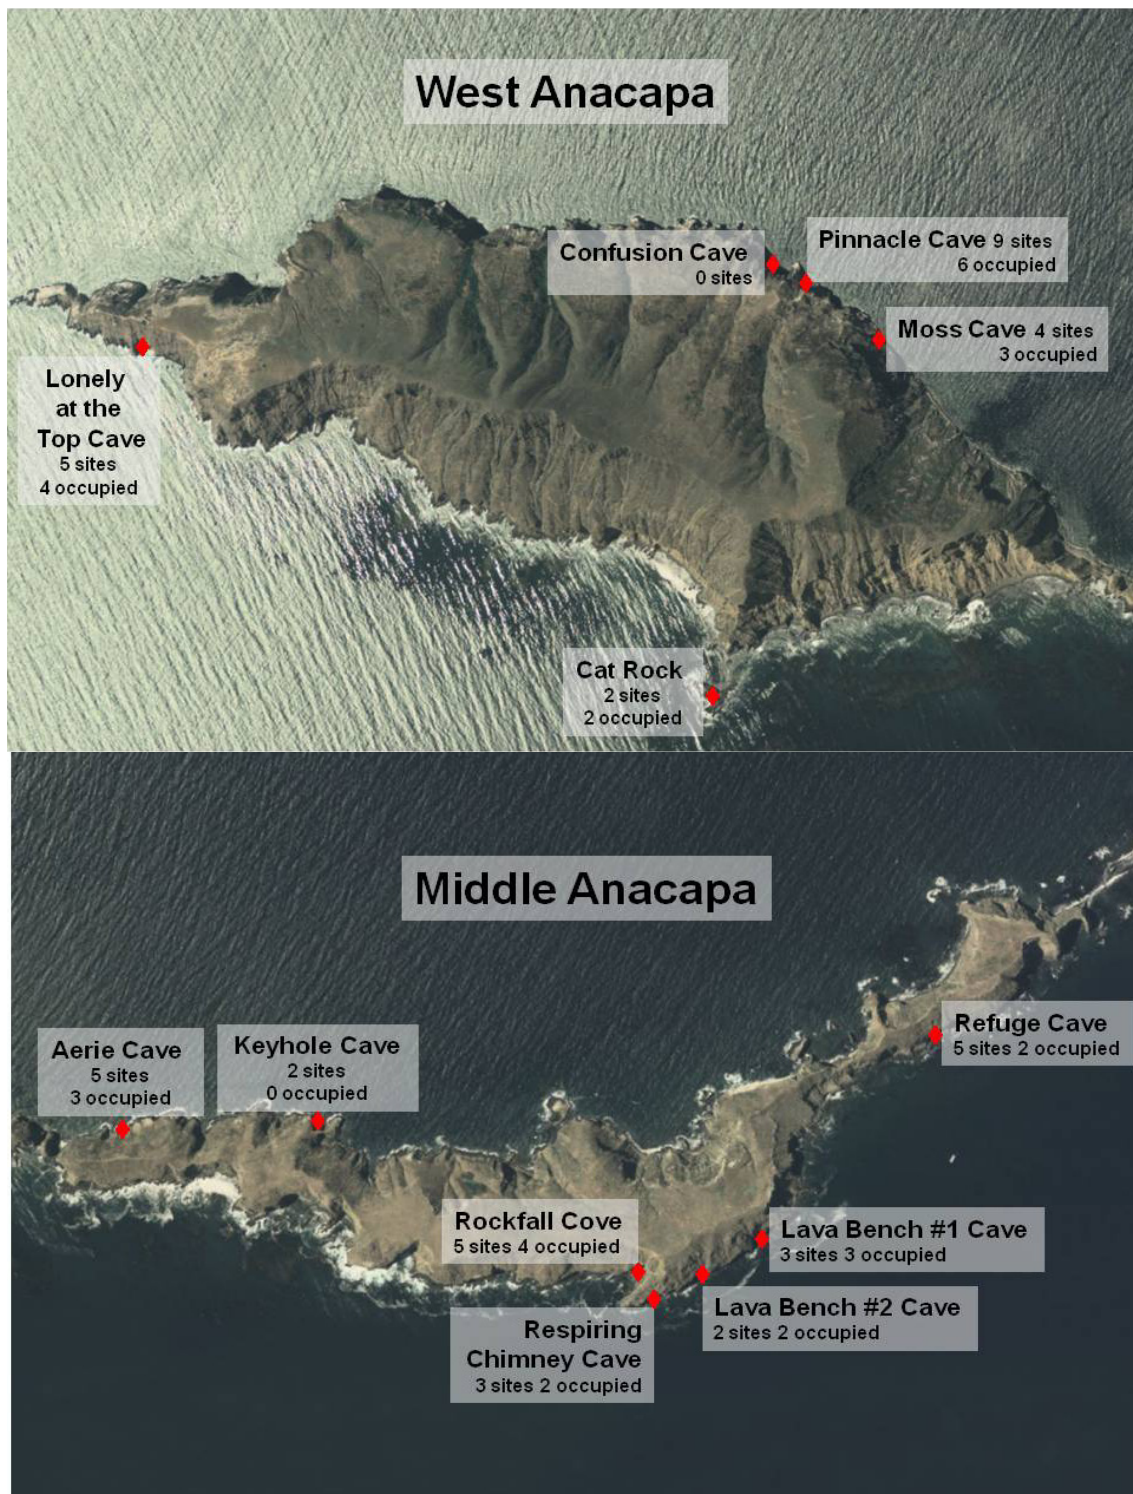 West Anacapa
Confusion Cave
0 sites
Pinnacle Cave 9 sites
6 occupied
Moss Cave 4 sites
3 occupied
Lonely
at the
Top Cave
5 sites
4 occupied
Cat Rock
2 sites
2 occupied
Middle Anacapa
Aerie Cave
5 sites
3 occupied
Keyhole Cave
2 sites
0 occupied
Refuge Cave
5 sites 2 occupied
Rockfall Cove
5 sites 4 occupied
Lava Bench #1 Cave
3 sites 3 occupied
Lava Bench #2 Cave
2 sites 2 occupied
Respiring
Chimney Cave
3 sites 2 occupied